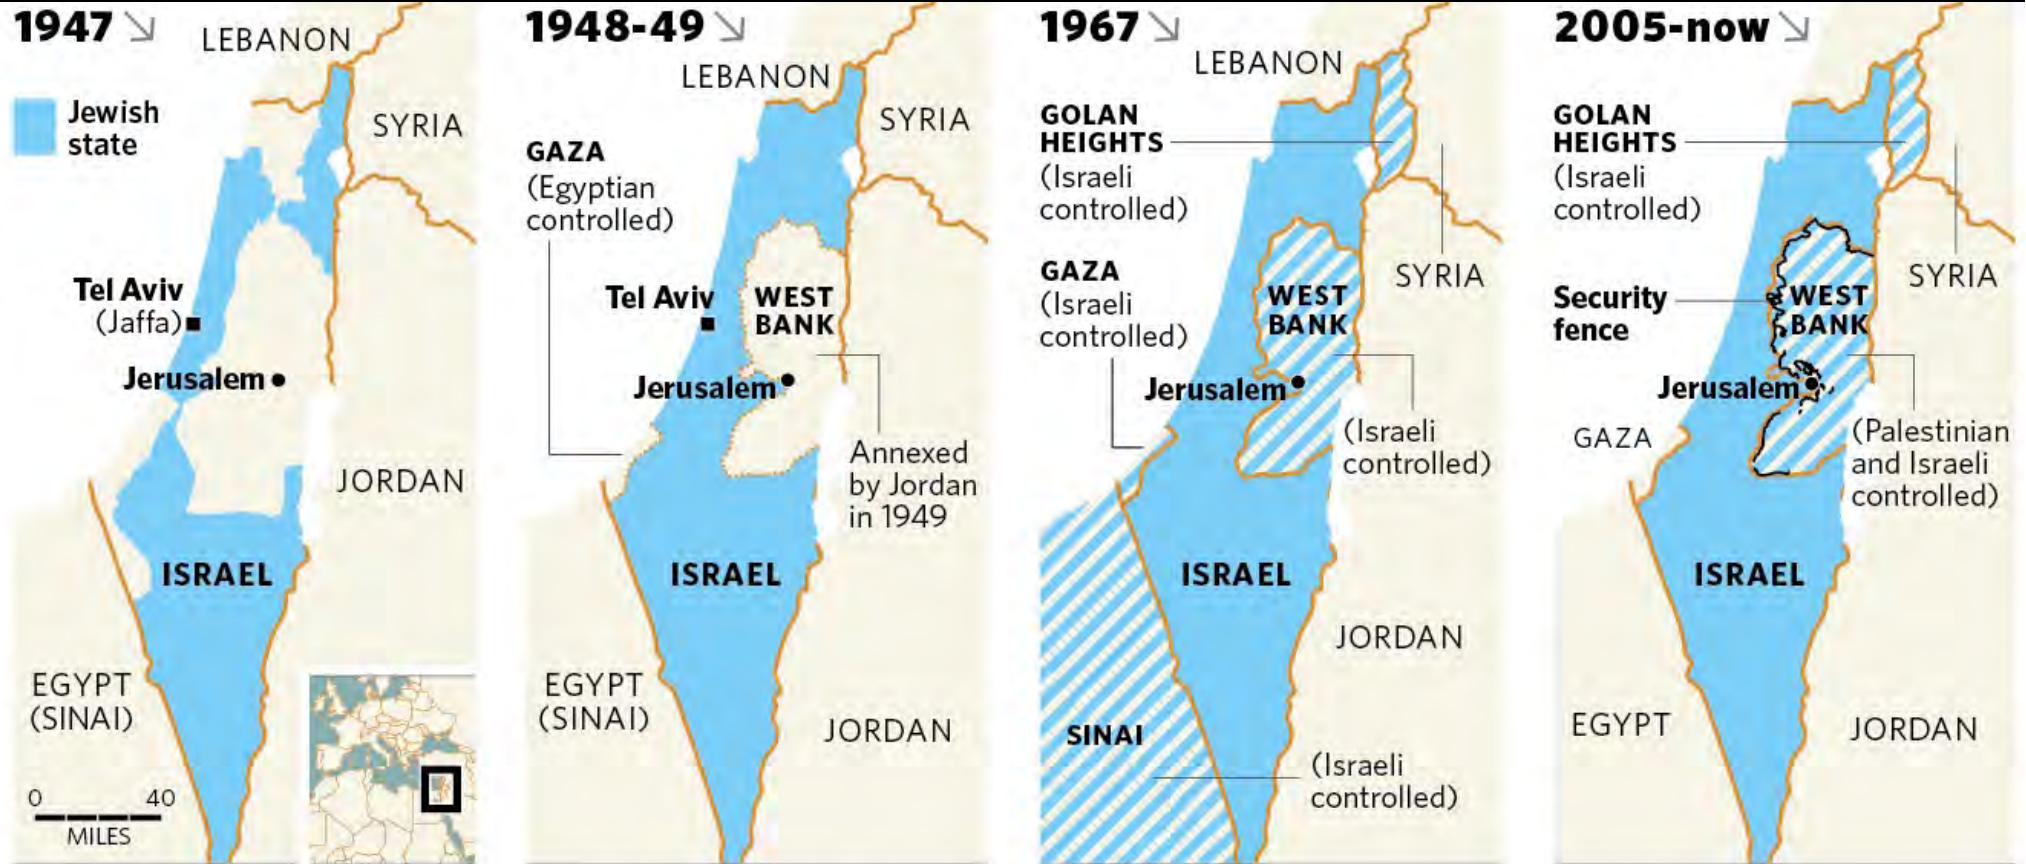 1947
LEBANON
Jewish
state
SYRIA
Tel Aviv
(Jaffa)
Jerusalem
JORDAN
ISRAEL
EGYPT
(SINAI)
0 40
MILES
1948-49
LEBANON
SYRIA
GAZA
(Egyptian
controlled)
Tel Aviv
WEST
BANK
Jerusalem
Annexed
by Jordan
in 1949
ISRAEL
EGYPT
(SINAI)
JORDAN
1967
LEBANON
GOLAN
HEIGHTS
(Israeli
controlled)
GAZA
(Israeli
controlled)
SYRIA
WEST
BANK
Jerusalem
(Israeli
controlled)
ISRAEL
JORDAN
SINAI
(Israeli
controlled)
2005-now
GOLAN
HEIGHTS
(Israeli
controlled)
SYRIA
Security
fence
WEST
BANK
Jerusalem
GAZA
(Palestinian
and Israeli
controlled)
ISRAEL
EGYPT
JORDAN